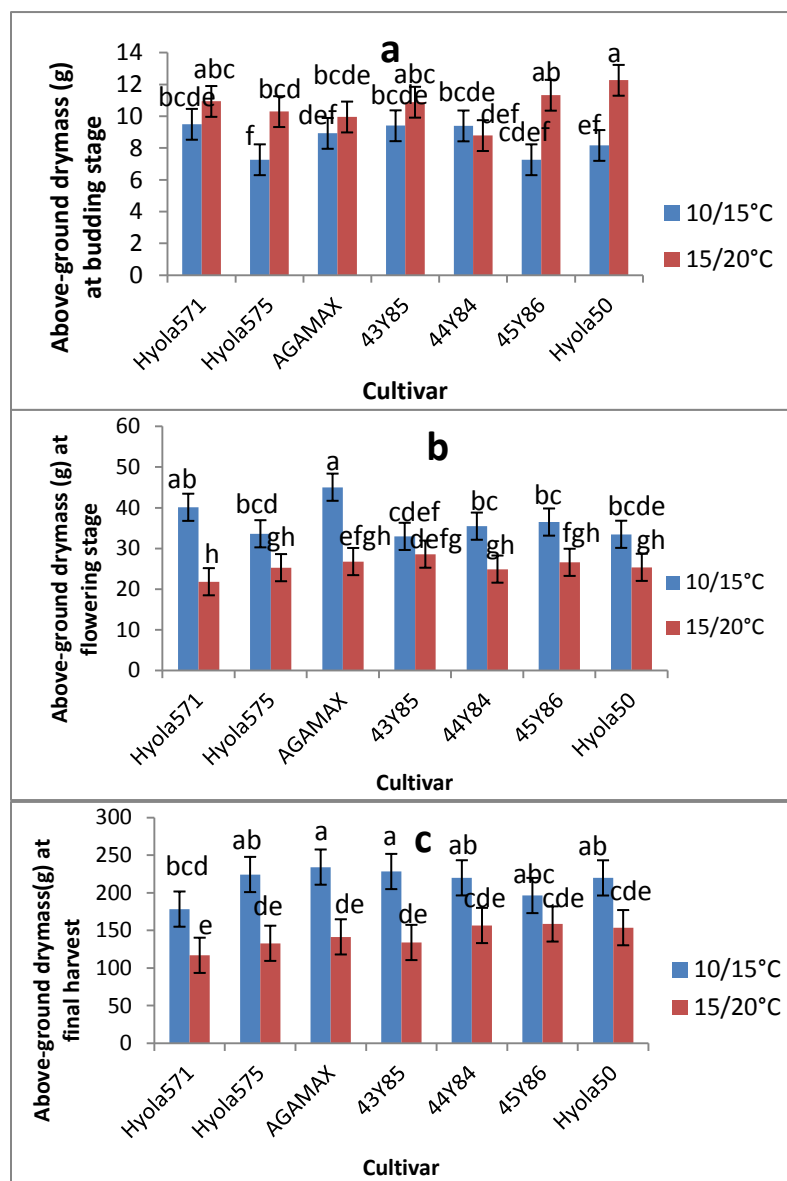 a
Above-ground drymass (g)
at budding stage
14
12
10
8
6
4
2
0
bcde
abc
f
bcd
def
bcde
bcde
abc
bcde
def
cdef
ab
ef
a
Hyola571
Hyola575
AGAMAX
43Y85
44Y84
45Y86
Hyola50
Cultivar
10/15°C
15/20°C
b
Above-ground drymass (g) at
flowering stage
60
50
40
30
20
10
0
ab
h
bcd
gh
a
efgh
cdef
defg
bc
gh
bc
fgh
bcde
gh
Hyola571
Hyola575
AGAMAX
43Y85
44Y84
45Y86
Hyola50
Cultivar
10/15°C
15/20°C
c
Above-ground drymass(g) at
final harvest
300
250
200
150
100
50
0
bcd
e
ab
de
a
de
a
de
ab
cde
abc
cde
ab
cde
Hyola571
Hyola575
AGAMAX
43Y85
44Y84
45Y86
Hyola50
Cultivar
10/15°C
15/20°C